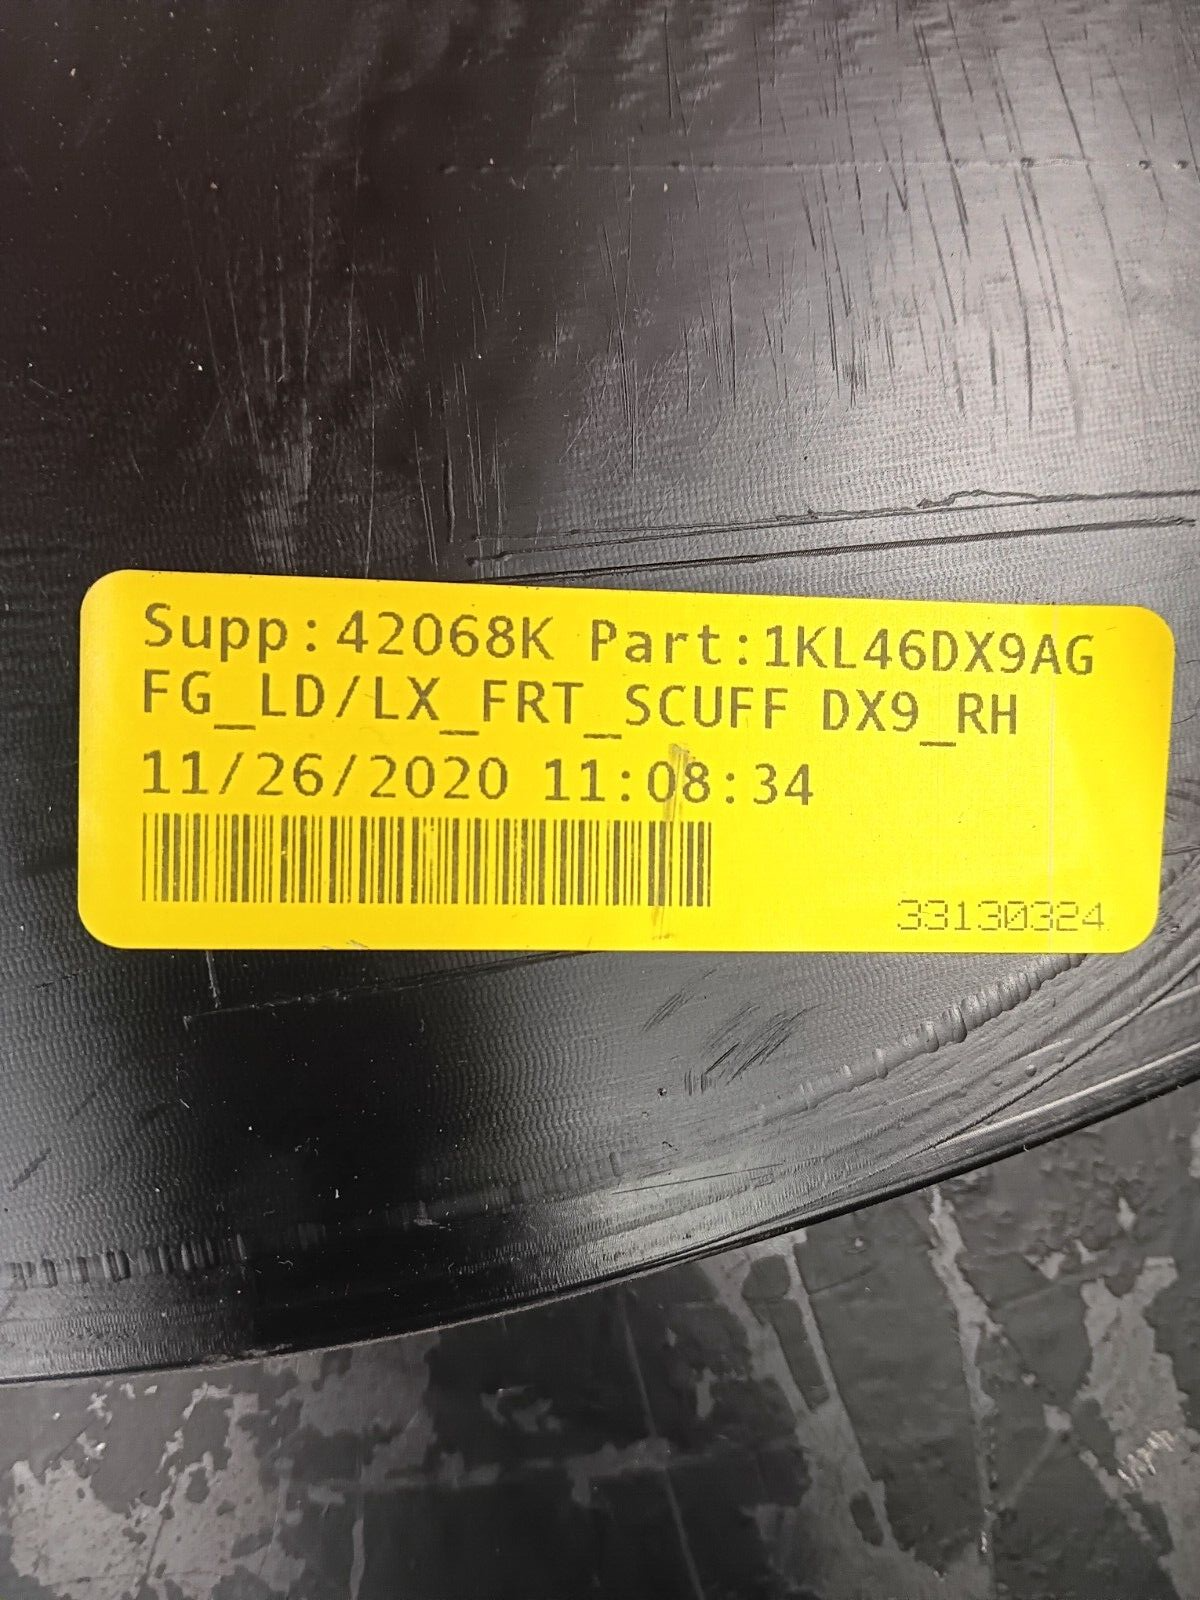 Supp:42068K Part:1KL46DX9AG
FG_LD/LX_FRT_SCUFF DX9_RH
11/26/2020 11:08:34
33130324